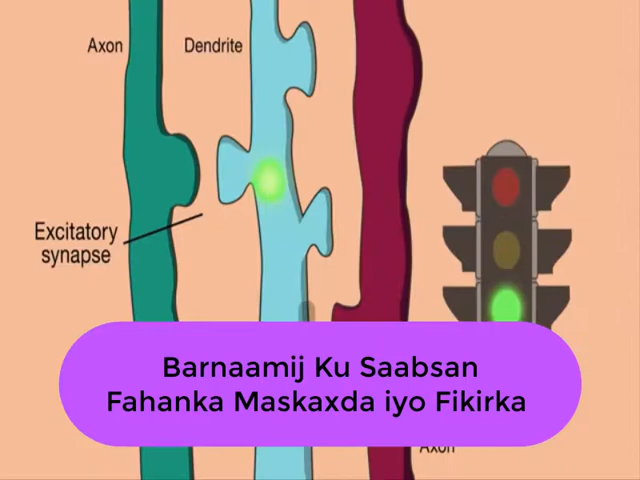 Axon
Dendrite
Excitatory
synapse
Barnaamij Ku Saabsan
Fahanka Maskaxda iyo Fikirka
Axon